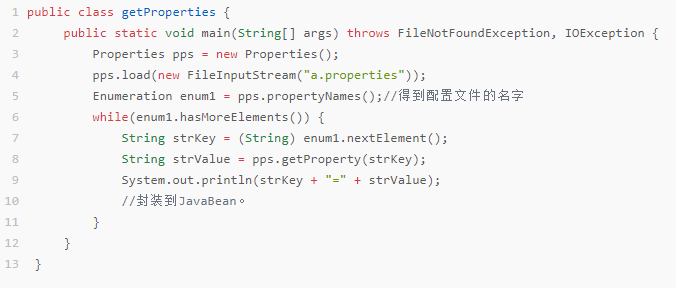 1 public class getProperties {
2     public static void main(String[] args) throws FileNotFoundException, IOException {
3         Properties pps = new Properties();
4         pps.load(new FileInputStream("a.properties"));
5         Enumeration enum1 = pps.propertyNames();//得到配置文件的名字
6         while(enum1.hasMoreElements()) {
7             String strKey = (String) enum1.nextElement();
8             String strValue = pps.getProperty(strKey);
9             System.out.println(strKey + "=" + strValue);
10             //封装到JavaBean。
11         }
12     }
13 }